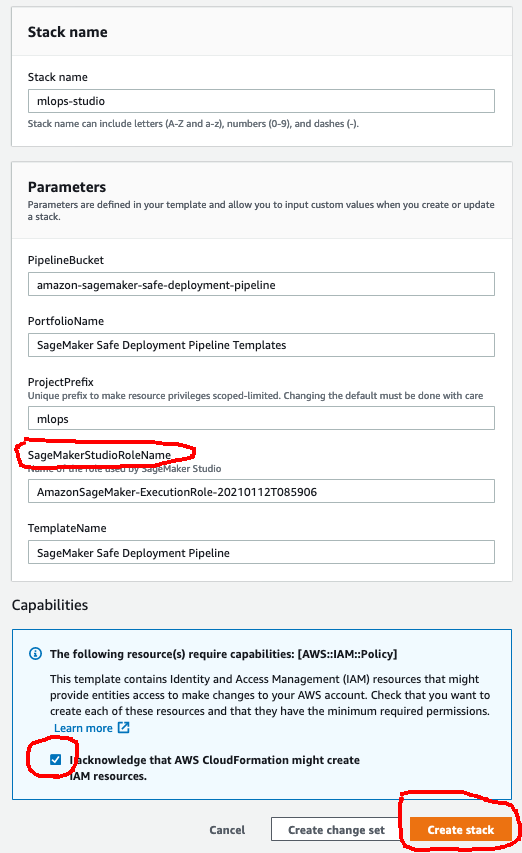 Stack name
Stack name
mlops-studio
Stack name can include letters (A-Z and a-z), numbers (0-9), and dashes (-).
Parameters
Parameters are defined in your template and allow you to input custom values when you create or update
a stack.
PipelineBucket
amazon-sagemaker-safe-deployment-pipeline
PortfolioName
SageMaker Safe Deployment Pipeline Templates
ProjectPrefix
Unique prefix to make resource privileges scoped-limited. Changing the default must be done with care
mlops
SageMakerStudioRoleName
Name of the role used by SageMaker Studio
AmazonSageMaker-ExecutionRole-20210112T085906
TemplateName
SageMaker Safe Deployment Pipeline
Capabilities
The following resource(s) require capabilities: [AWS::IAM::Policy]
This template contains Identity and Access Management (IAM) resources that might
provide entities access to make changes to your AWS account. Check that you want to
create each of these resources and that they have the minimum required permissions.
Learn more
I acknowledge that AWS CloudFormation might create
IAM resources.
Cancel
Create change set
Create stack